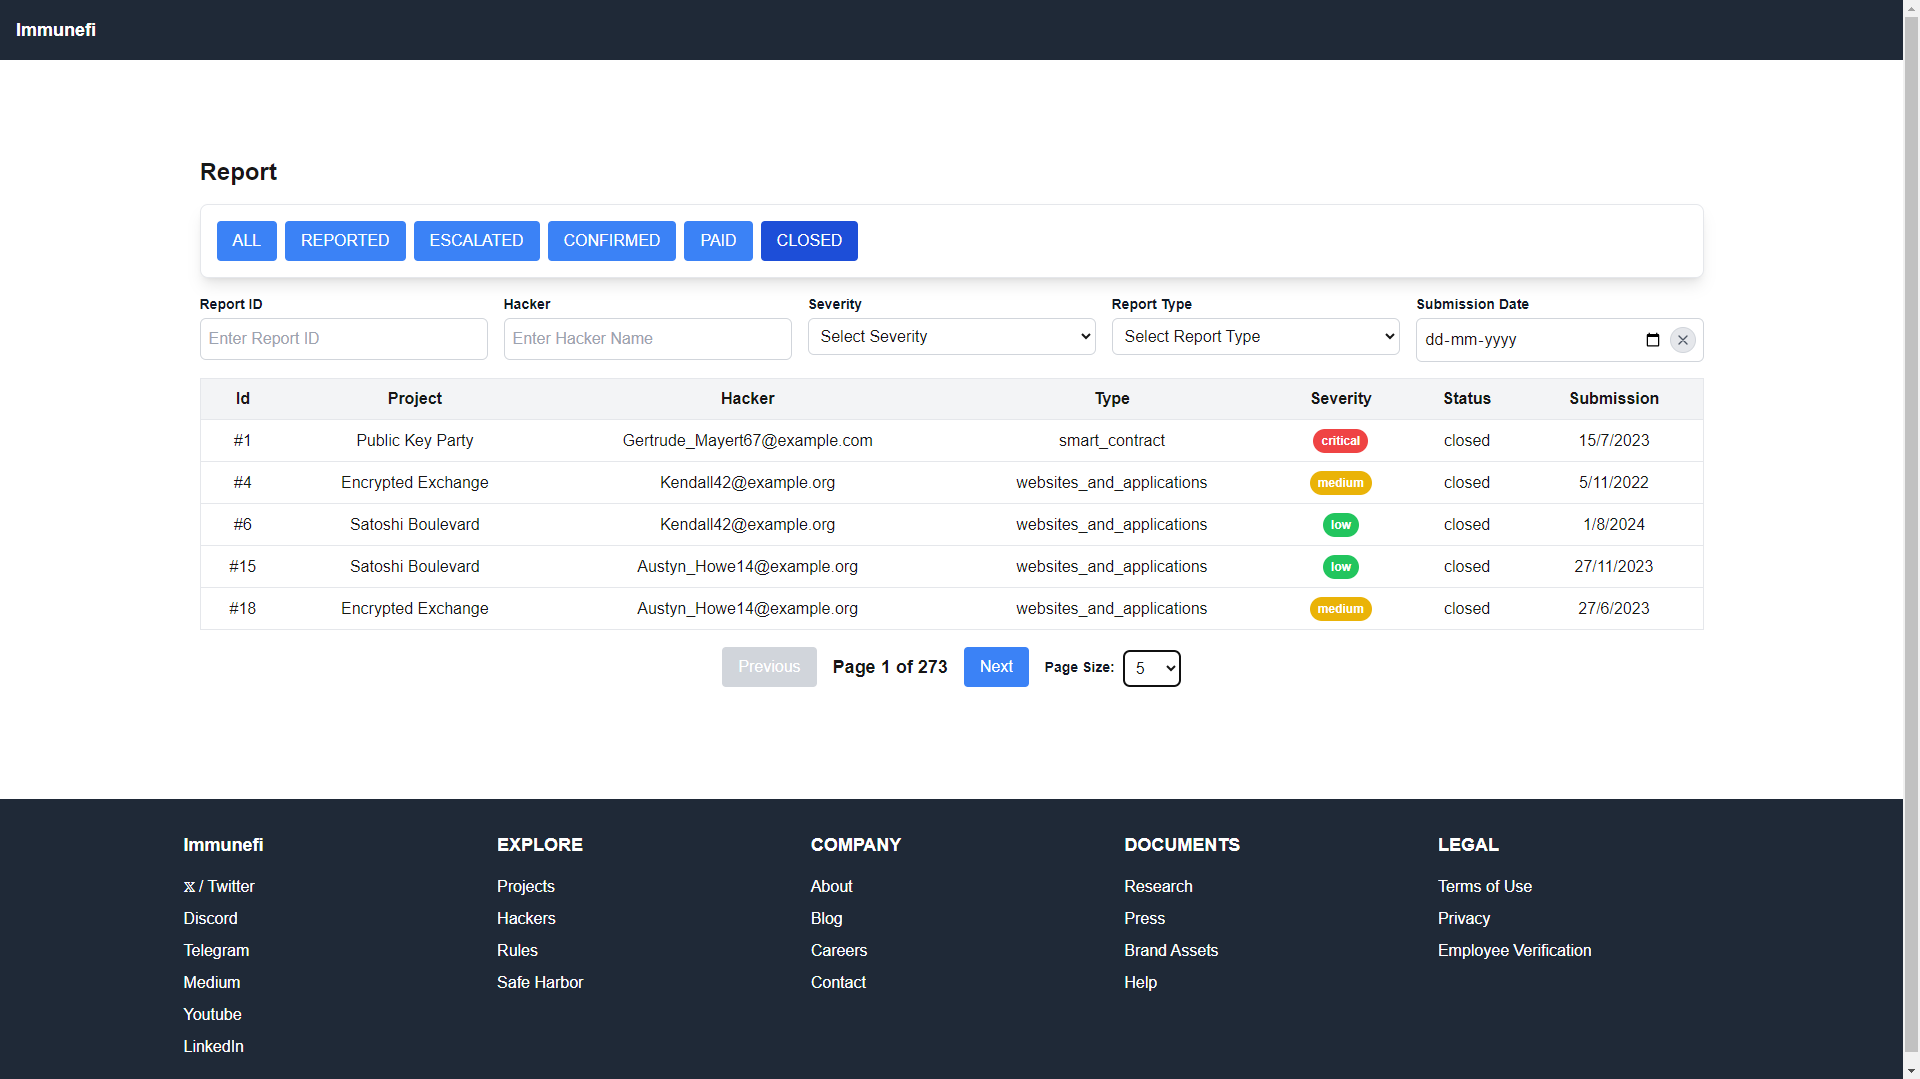 Immunefi
Report
ALL REPORTED ESCALATED CONFIRMED PAID CLOSED
Report ID Hacker Severity Report Type Submission Date
Enter Report ID Enter Hacker Name Select Severity Select Report Type dd-mm-yyyy
Id Project Hacker Type Severity Status Submission
#1 Public Key Party Gertrude_Mayert67@example.com smart_contract critical closed 15/7/2023
#4 Encrypted Exchange Kendall42@example.org websites_and_applications medium closed 5/11/2022
#6 Satoshi Boulevard Kendall42@example.org websites_and_applications low closed 1/8/2024
#15 Satoshi Boulevard Austyn_Howe14@example.org websites_and_applications low closed 27/11/2023
#18 Encrypted Exchange Austyn_Howe14@example.org websites_and_applications medium closed 27/6/2023
Previous Page 1 of 273 Next Page Size: 5
Immunefi EXPLORE COMPANY DOCUMENTS LEGAL
𝕏 / Twitter Projects About Research Terms of Use
Discord Hackers Blog Press Privacy
Telegram Rules Careers Brand Assets Employee Verification
Medium Safe Harbor Contact Help
Youtube
LinkedIn